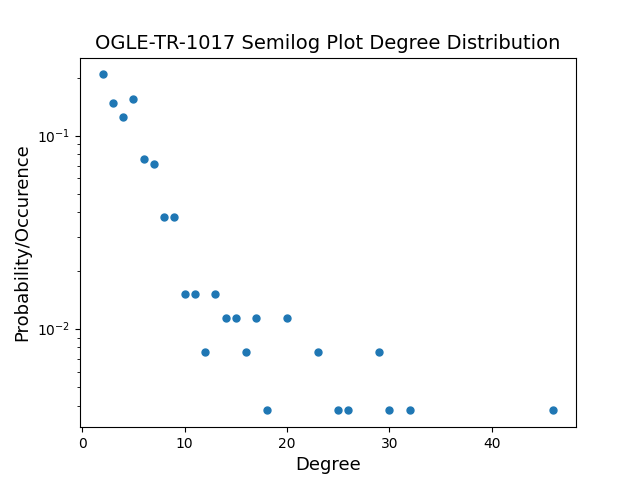 OGLE-TR-1017 Semilog Plot Degree Distribution
Probability/Occurence
10⁻¹
10⁻²
0 10 20 30 40
Degree